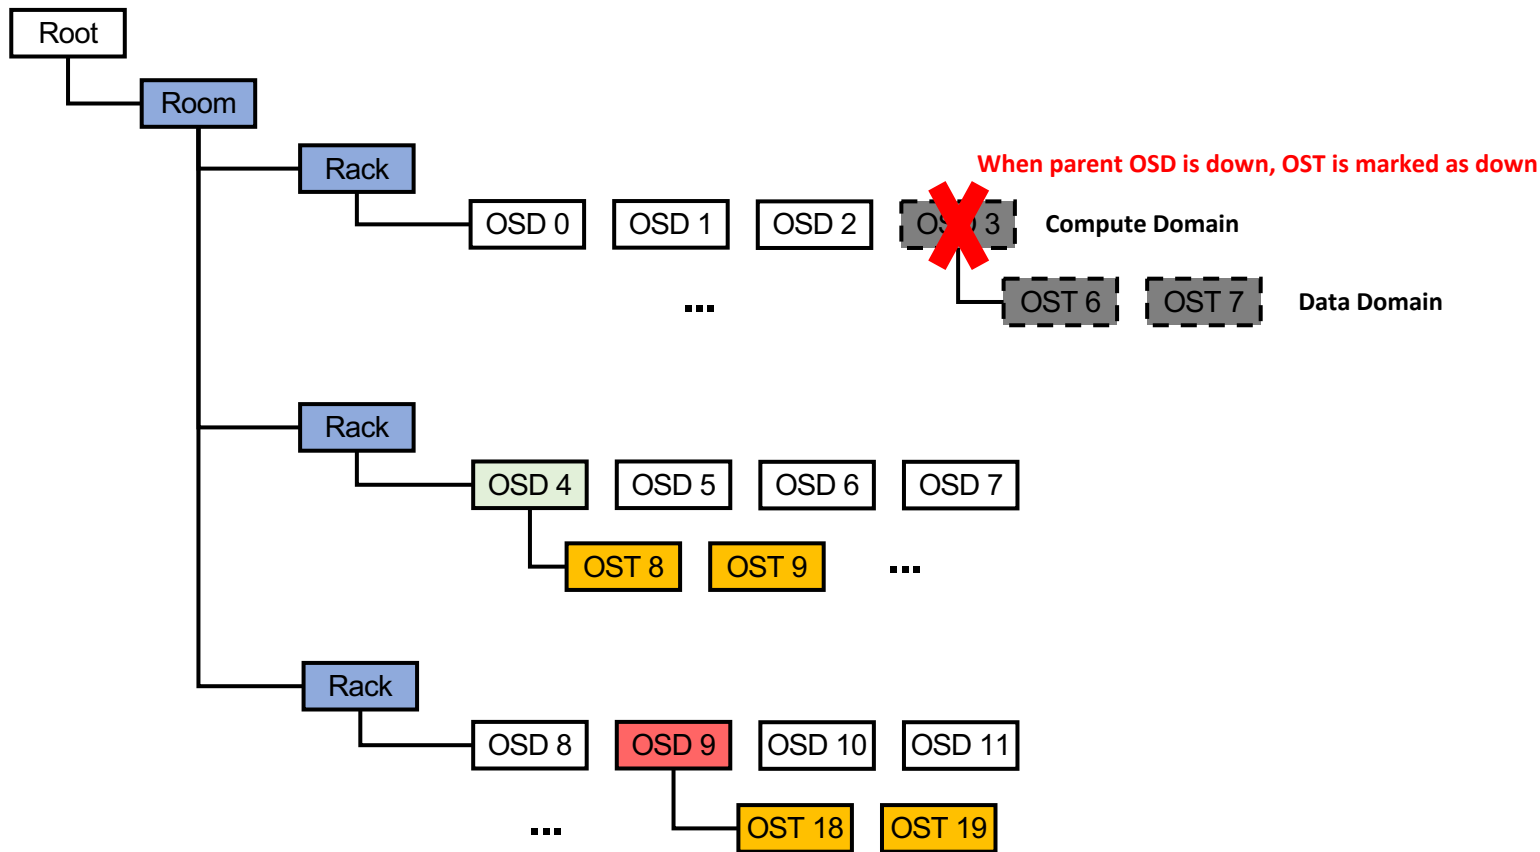 Root
Room
Rack
When parent OSD is down, OST is marked as down
OSD 0
OSD 1
OSD 2
OSD 3
Compute Domain
...
OST 6
OST 7
Data Domain
Rack
OSD 4
OSD 5
OSD 6
OSD 7
OST 8
OST 9
...
Rack
OSD 8
OSD 9
OSD 10
OSD 11
...
OST 18
OST 19